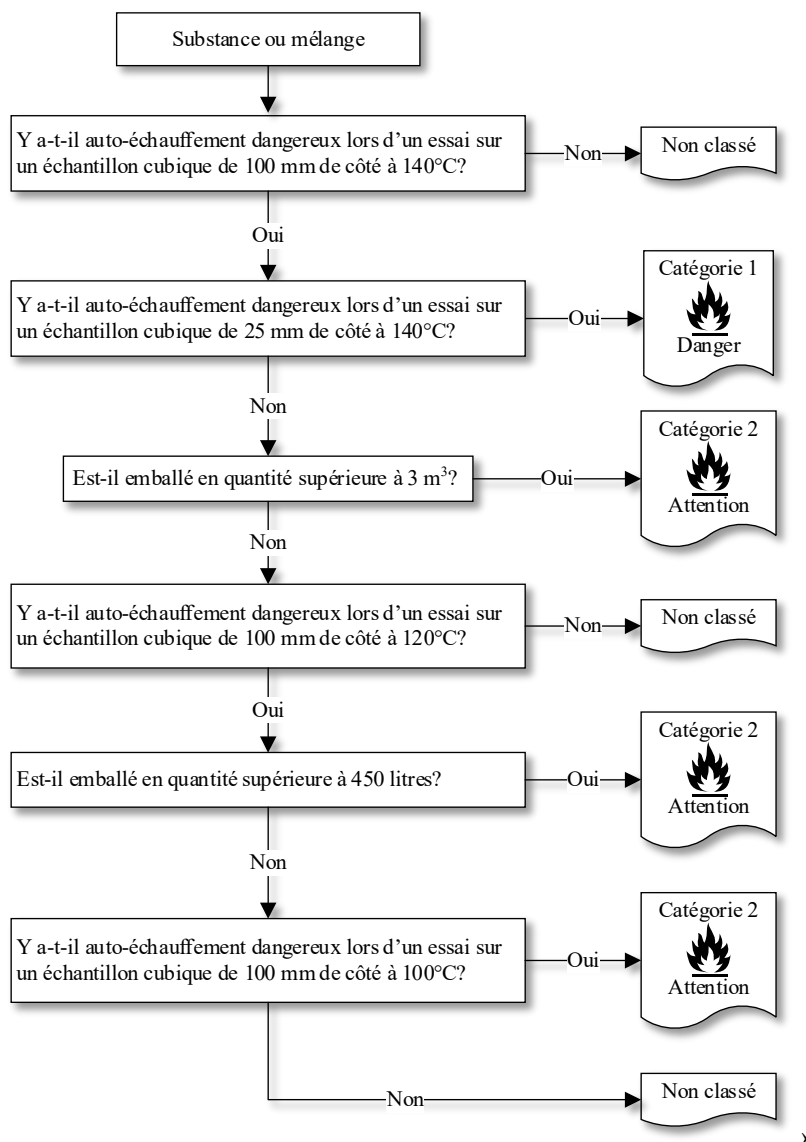 Substance ou mélange
Y a-t-il auto-échauffement dangereux lors d’un essai sur
un échantillon cubique de 100 mm de côté à 140°C?
Non
Non classé
Oui
Y a-t-il auto-échauffement dangereux lors d’un essai sur
un échantillon cubique de 25 mm de côté à 140°C?
Oui
Catégorie 1
Danger
Non
Est-il emballé en quantité supérieure à 3 m³?
Oui
Catégorie 2
Attention
Non
Y a-t-il auto-échauffement dangereux lors d’un essai sur
un échantillon cubique de 100 mm de côté à 120°C?
Non
Non classé
Oui
Est-il emballé en quantité supérieure à 450 litres?
Oui
Catégorie 2
Attention
Non
Y a-t-il auto-échauffement dangereux lors d’un essai sur
un échantillon cubique de 100 mm de côté à 100°C?
Oui
Catégorie 2
Attention
Non
Non classé